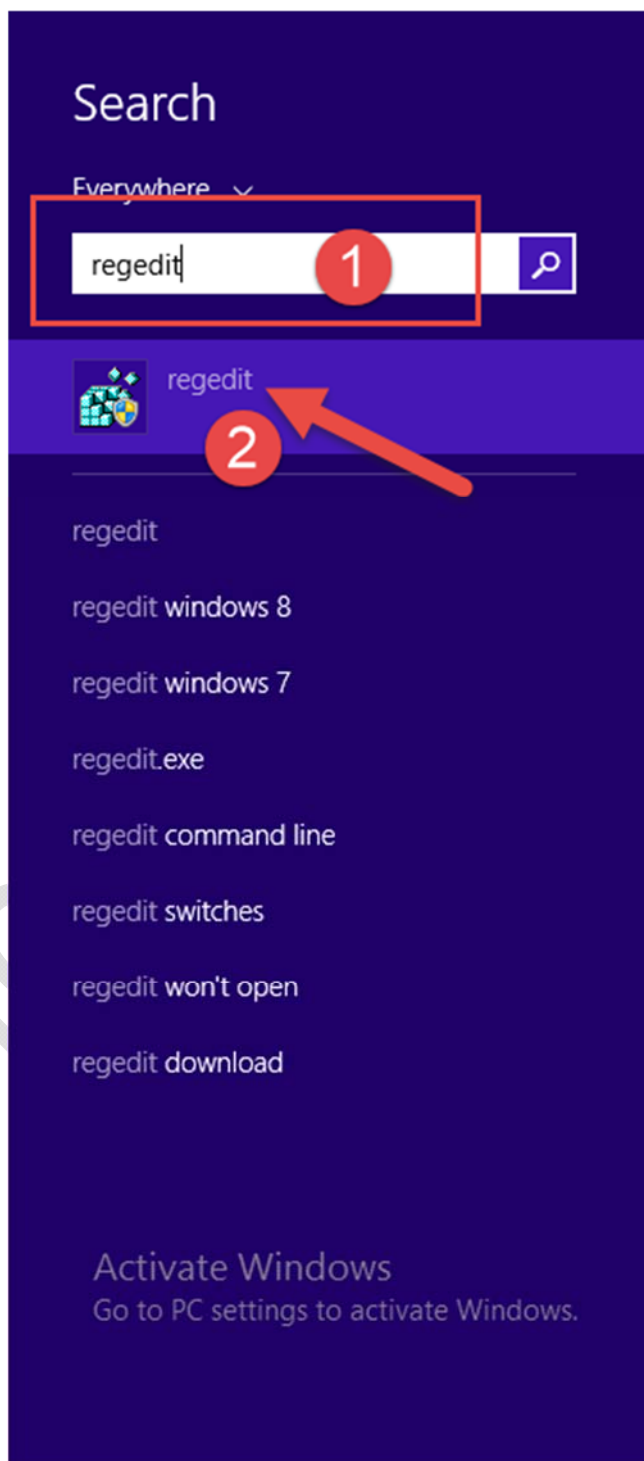 Search
Everywhere
regedit
1
regedit
2
regedit
regedit windows 8
regedit windows 7
regedit.exe
regedit command line
regedit switches
regedit won't open
regedit download
Activate Windows
Go to PC settings to activate Windows.